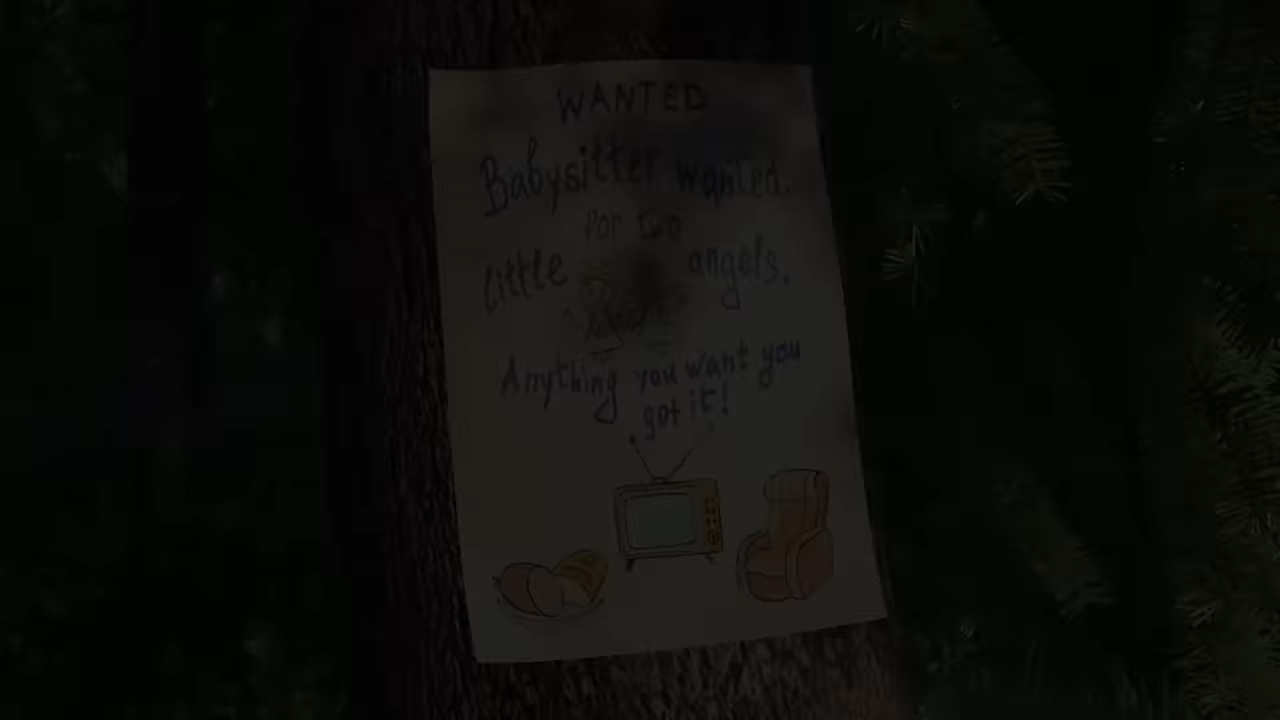 WANTED
Babysitter wanted.
For two
little angels.
Anything you want you
got it!